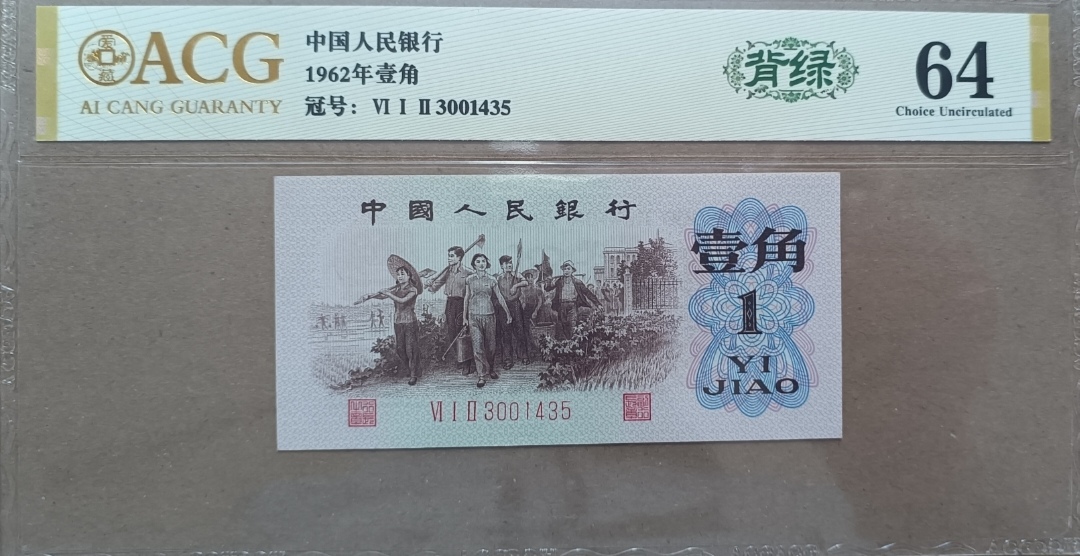 ACG
AI CANG GUARANTY
中国人民银行
1962年壹角
冠号：Ⅵ Ⅰ Ⅱ 3001435
背绿
64
Choice Uncirculated
中國人民銀行
壹角
1
YI
JIAO
Ⅵ Ⅰ Ⅱ 3001435